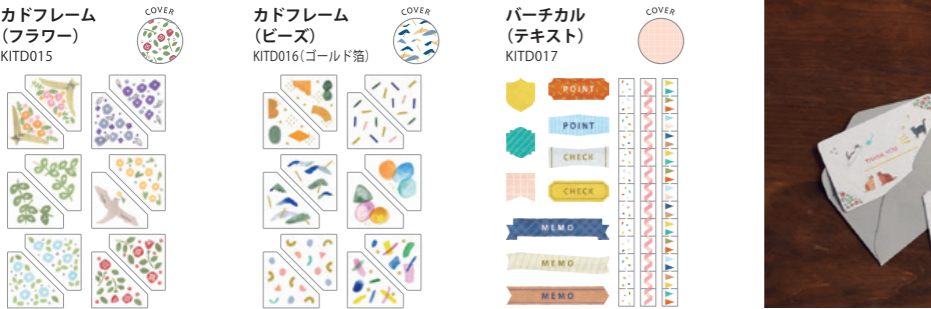 カドフレーム
（フラワー）
KITD015
COVER
カドフレーム
（ビーズ）
KITD016（ゴールド箔）
COVER
バーチカル
（テキスト）
KITD017
COVER
POINT
POINT
CHECK
CHECK
MEMO
MEMO
MEMO
THANK YOU